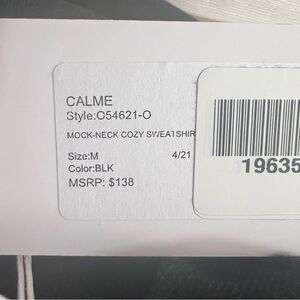 CALME
Style:O54621-O
MOCK-NECK COZY SWEATSHIR
Size:M 4/21
Color:BLK
MSRP: $138
19635